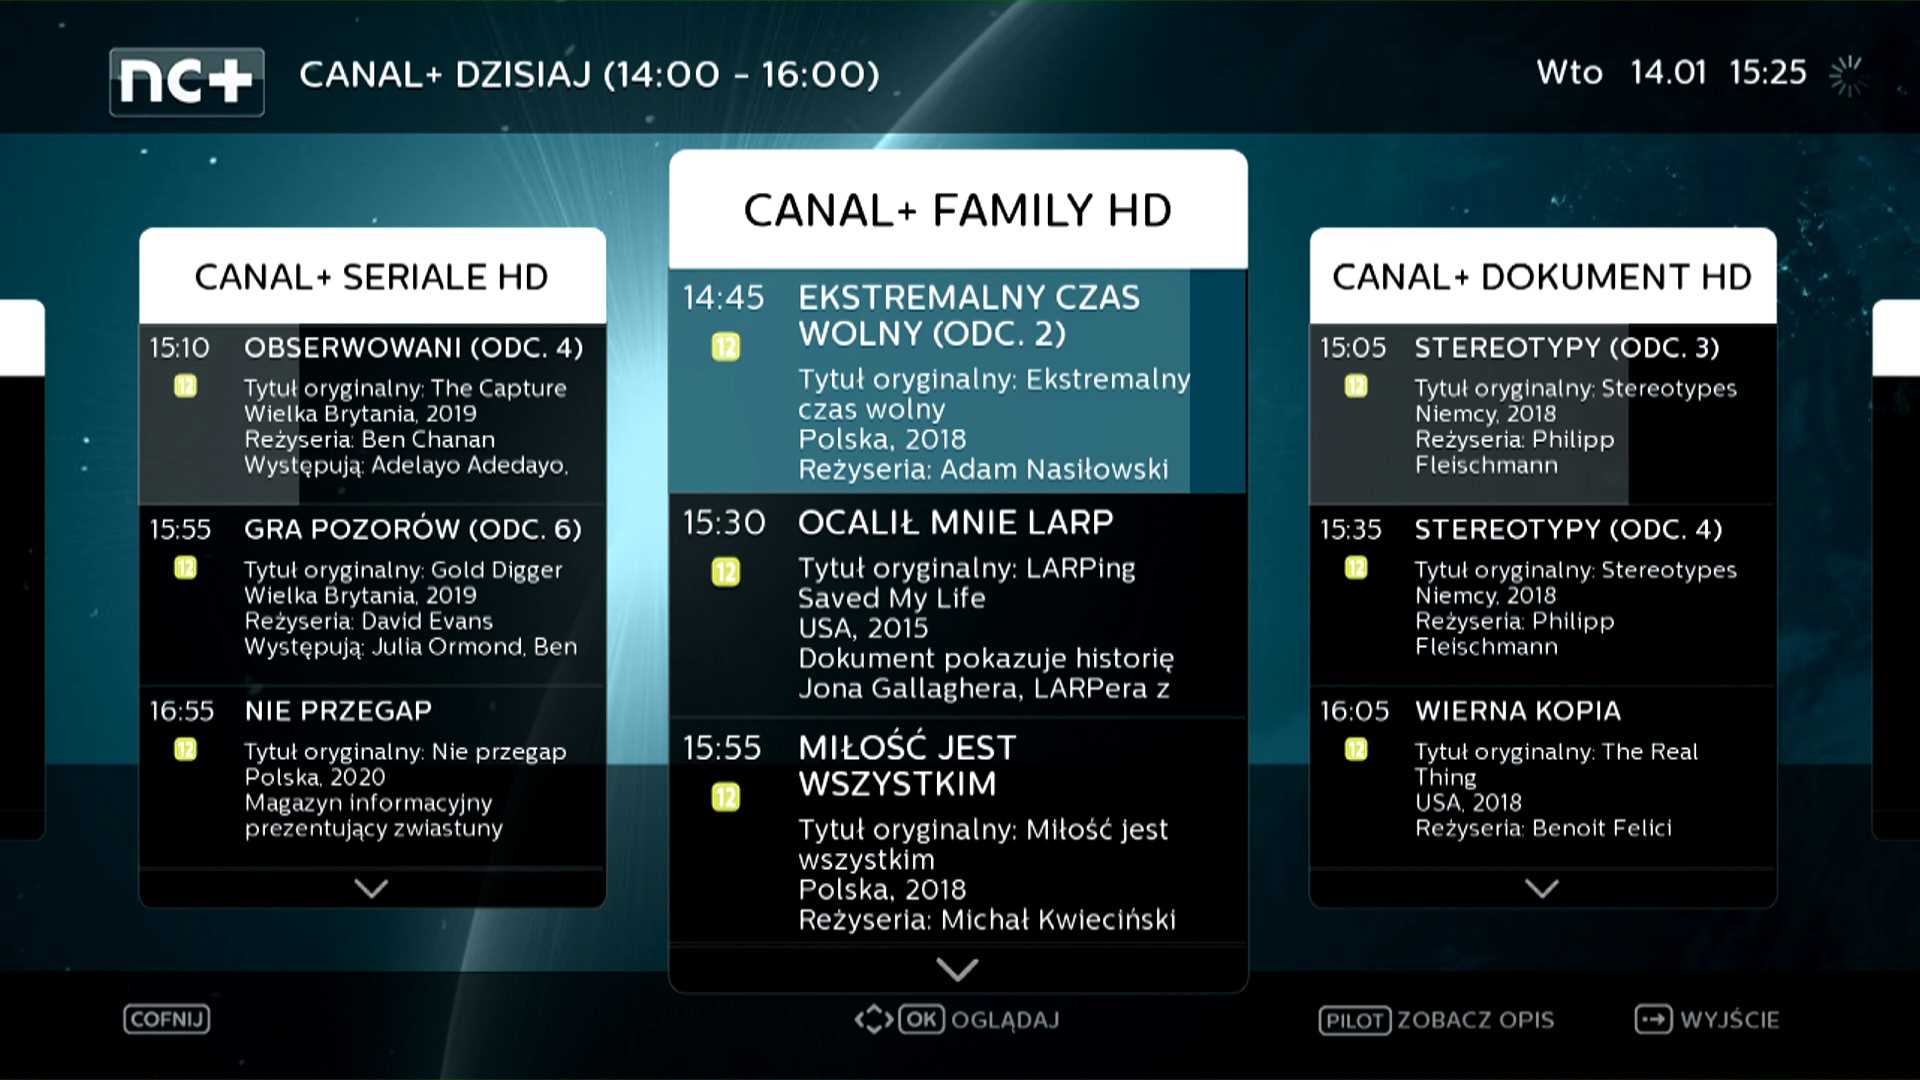 nc+
CANAL+ DZISIAJ (14:00 - 16:00)
Wto 14.01 15:25
CANAL+ SERIALE HD
15:10 OBSERWOWANI (ODC. 4)
12
Tytuł oryginalny: The Capture
Wielka Brytania, 2019
Reżyseria: Ben Chanan
Występują: Adelayo Adedayo,
15:55 GRA POZORÓW (ODC. 6)
12
Tytuł oryginalny: Gold Digger
Wielka Brytania, 2019
Reżyseria: David Evans
Występują: Julia Ormond, Ben
16:55 NIE PRZEGAP
12
Tytuł oryginalny: Nie przegap
Polska, 2020
Magazyn informacyjny
prezentujący zwiastuny
CANAL+ FAMILY HD
14:45 EKSTREMALNY CZAS
WOLNY (ODC. 2)
12
Tytuł oryginalny: Ekstremalny
czas wolny
Polska, 2018
Reżyseria: Adam Nasiłowski
15:30 OCALIŁ MNIE LARP
12
Tytuł oryginalny: LARPing
Saved My Life
USA, 2015
Dokument pokazuje historię
Jona Gallaghera, LARPera z
15:55 MIŁOŚĆ JEST
WSZYSTKIM
12
Tytuł oryginalny: Miłość jest
wszystkim
Polska, 2018
Reżyseria: Michał Kwieciński
CANAL+ DOKUMENT HD
15:05 STEREOTYPY (ODC. 3)
12
Tytuł oryginalny: Stereotypes
Niemcy, 2018
Reżyseria: Philipp
Fleischmann
15:35 STEREOTYPY (ODC. 4)
12
Tytuł oryginalny: Stereotypes
Niemcy, 2018
Reżyseria: Philipp
Fleischmann
16:05 WIERNA KOPIA
12
Tytuł oryginalny: The Real
Thing
USA, 2018
Reżyseria: Benoit Felici
COFNIJ
OK OGLĄDAJ
PILOT ZOBACZ OPIS
WYJŚCIE